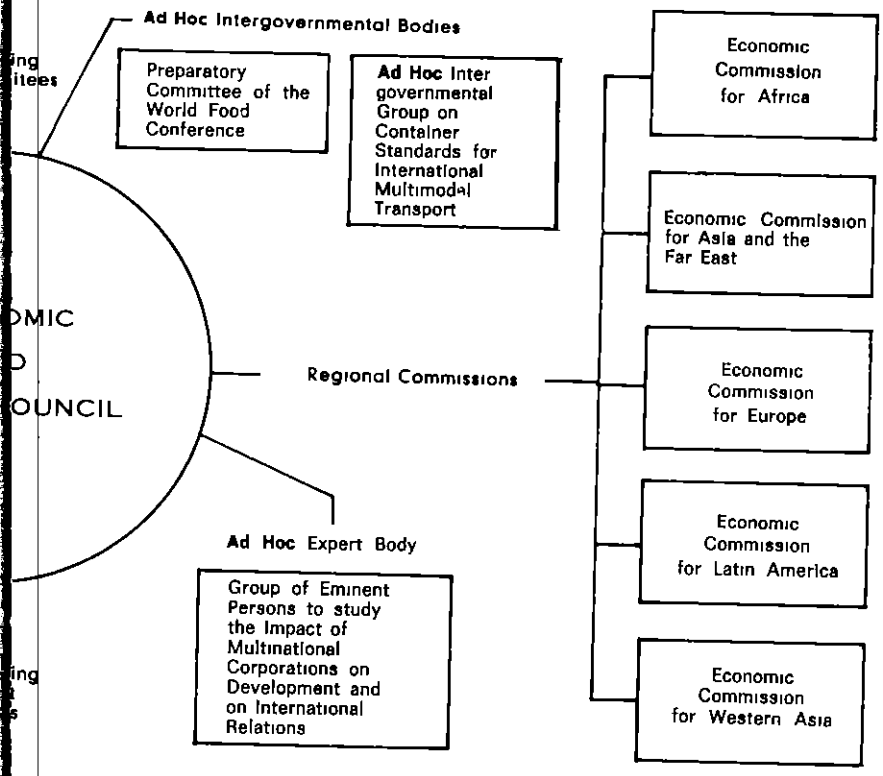 Ad Hoc Intergovernmental Bodies
Preparatory
Committee of the
World Food
Conference
Ad Hoc Inter
governmental
Group on
Container
Standards for
International
Multimodal
Transport
OMIC
COUNCIL
Regional Commissions
Economic
Commission
for Africa
Economic Commission
for Asia and the
Far East
Economic
Commission
for Europe
Economic
Commission
for Latin America
Economic
Commission
for Western Asia
Ad Hoc Expert Body
Group of Eminent
Persons to study
the Impact of
Multinational
Corporations on
Development and
on International
Relations